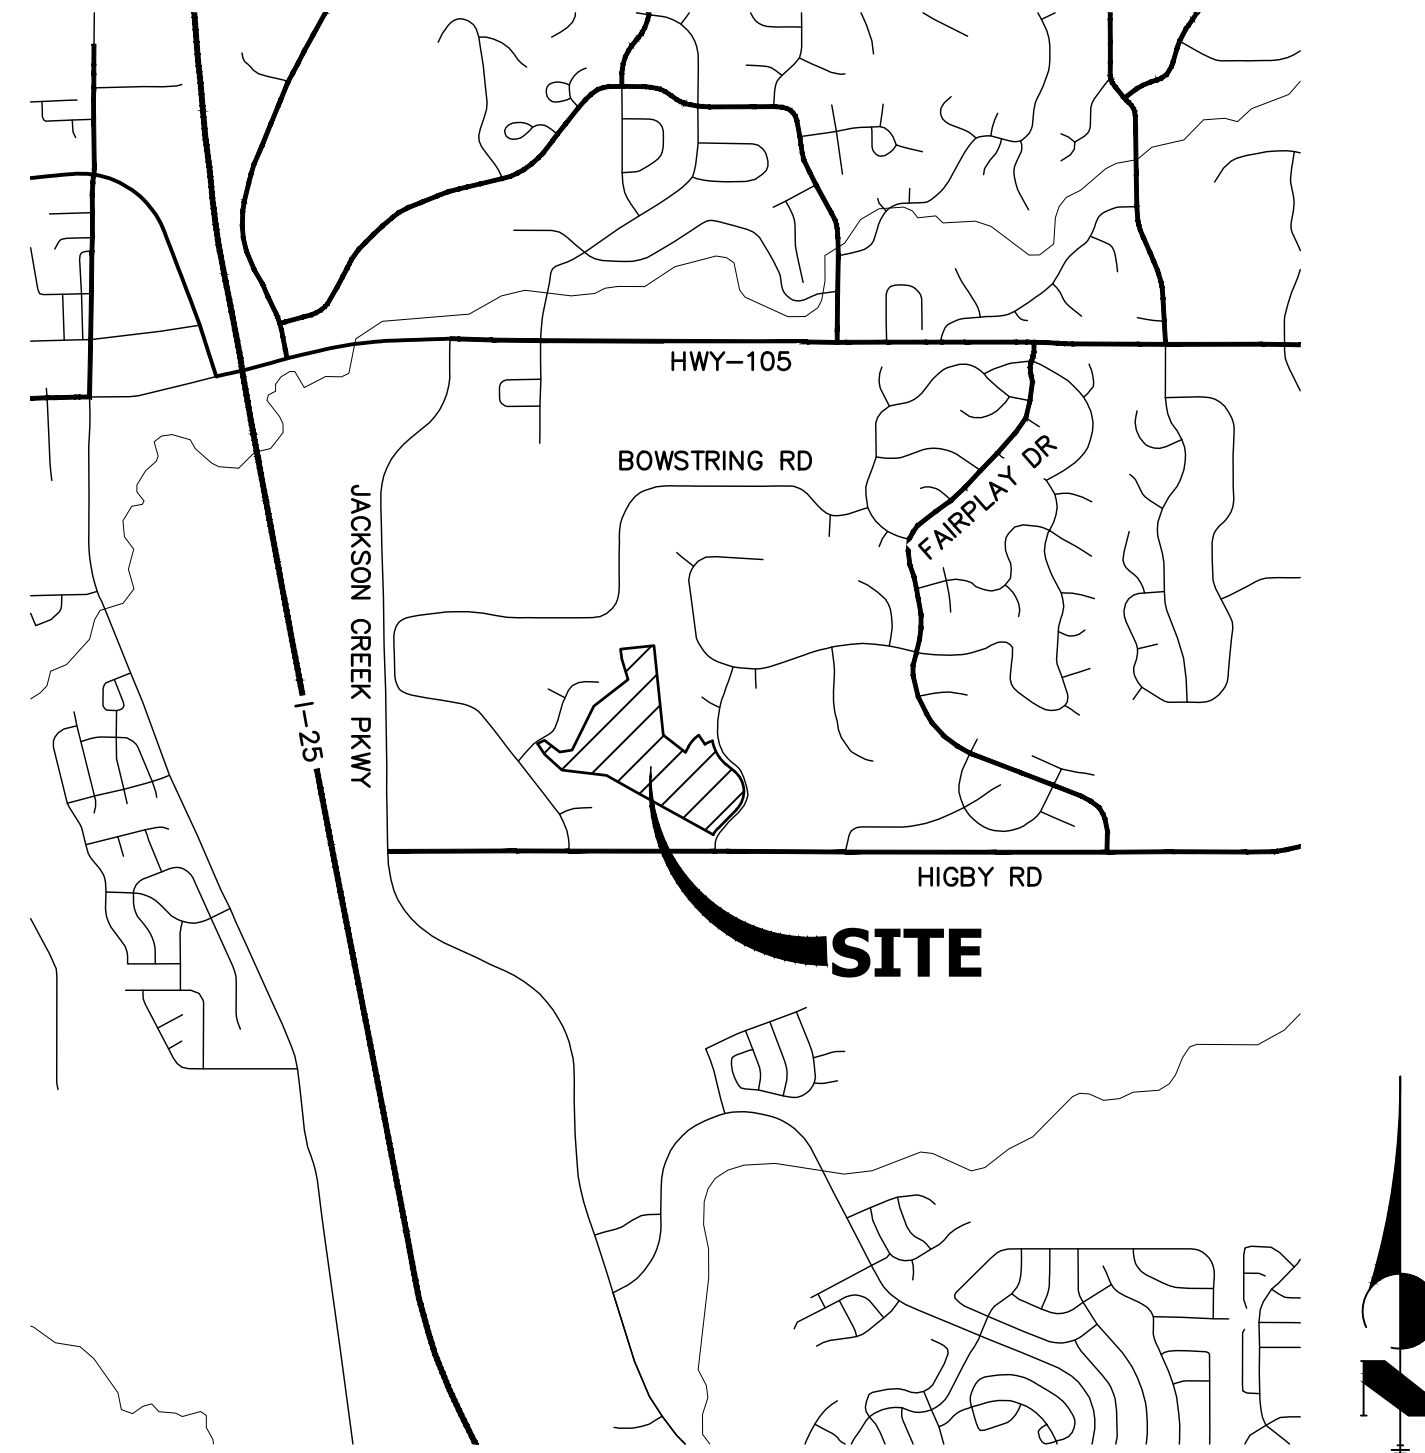 HWY-105
BOWSTRING RD
FAIRPLAY DR
JACKSON CREEK PKWY
I-25
HIGBY RD
SITE
N